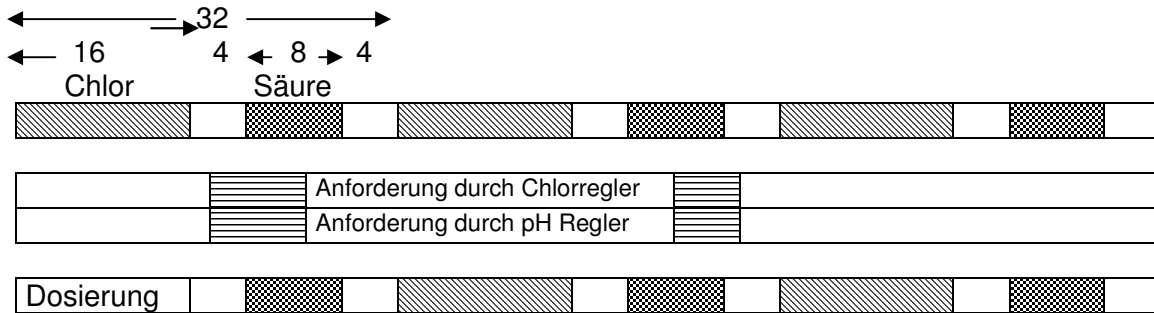 32
16 4 8 4
Chlor Säure
Anforderung durch Chlorregler
Anforderung durch pH Regler
Dosierung